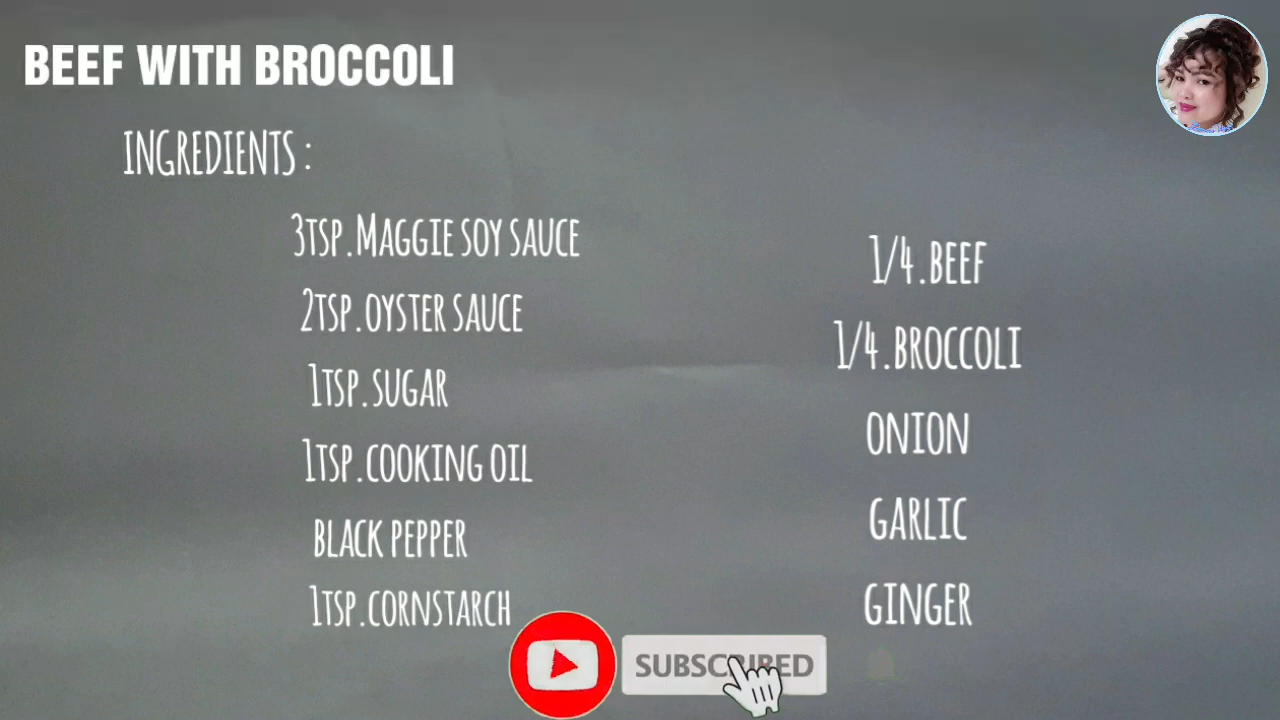 BEEF WITH BROCCOLI
INGREDIENTS :
3TSP.MAGGIE SOY SAUCE
2TSP.OYSTER SAUCE
1TSP.SUGAR
1TSP.COOKING OIL
BLACK PEPPER
1TSP.CORNSTARCH
1/4.BEEF
1/4.BROCCOLI
ONION
GARLIC
GINGER
SUBSCRIBED